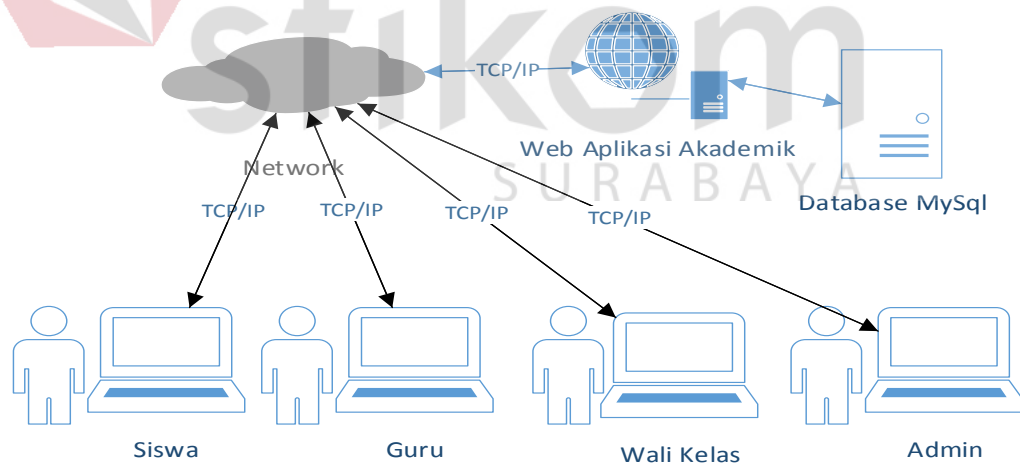 stikom
SURABAYA
TCP/IP
Network
Web Aplikasi Akademik
Database MySql
TCP/IP
TCP/IP
TCP/IP
TCP/IP
Siswa
Guru
Wali Kelas
Admin